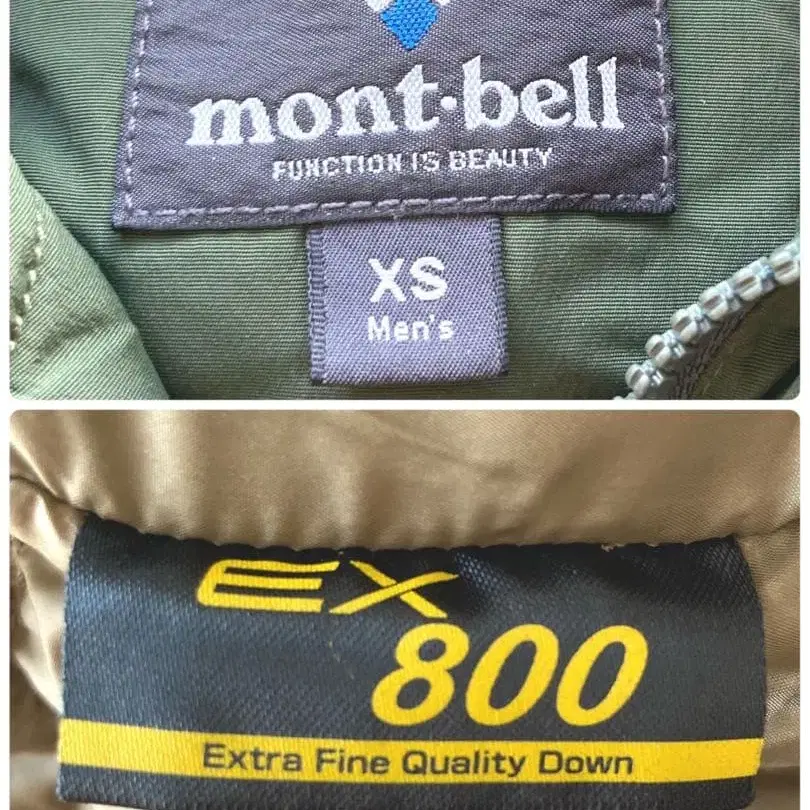 mont-bell
FUNCTION IS BEAUTY
XS
Men's
EX
800
Extra Fine Quality Down